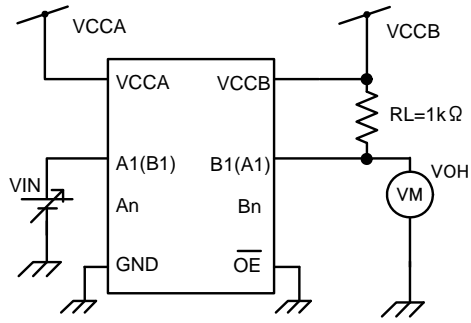 VCCA
VCCB
VCCA
VCCB
RL=1kΩ
VIN
A1(B1)
B1(A1)
VOH
VM
An
Bn
GND
OE